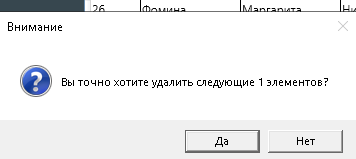 26 Фомина Маргарита
Внимание
Вы точно хотите удалить следующие 1 элементов?
Да Нет